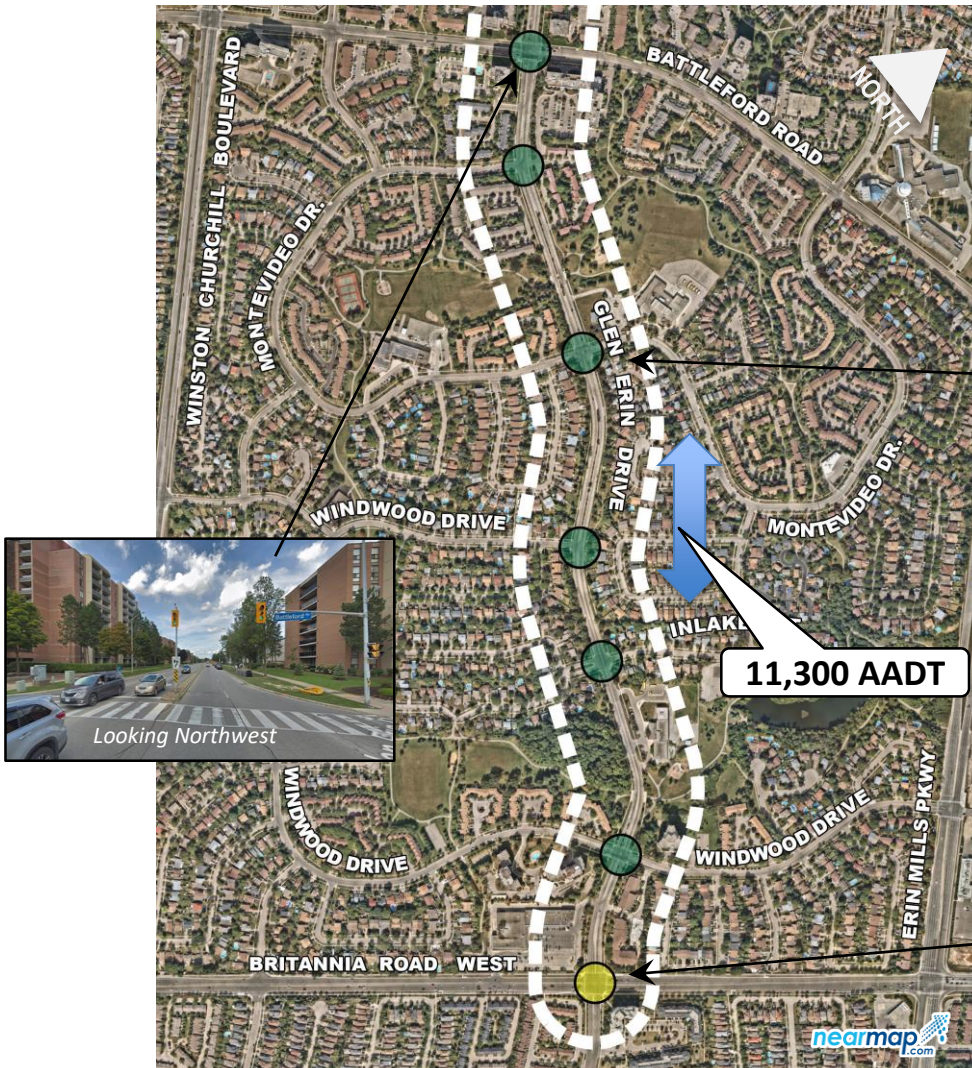 BATTLEFORD ROAD
NORTH
WINSTON CHURCHILL BOULEVARD
MONTEVIDEO DR.
GLEN ERIN DRIVE
WINDWOOD DRIVE
MONTEVIDEO DR.
Battleford
Looking Northwest
INLAKE
11,300 AADT
WINDWOOD DRIVE
WINDWOOD DRIVE
ERIN MILLS PKWY
BRITANNIA ROAD WEST
nearmap
.com